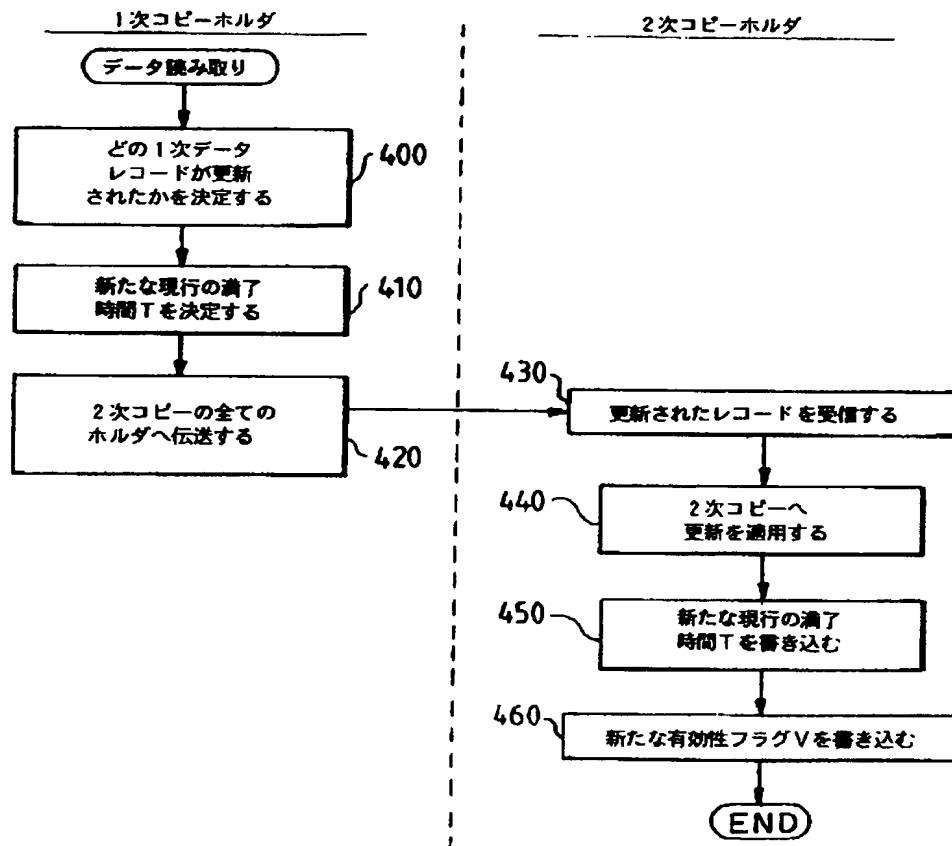 1次コピーホルダ
データ読み取り
どの1次データ
レコードが更新
されたかを決定する
400
新たな現行の満了
時間Tを決定する
410
2次コピーの全ての
ホルダへ伝送する
420
2次コピーホルダ
430
更新されたレコードを受信する
440
2次コピーへ
更新を適用する
450
新たな現行の満了
時間Tを書き込む
460
新たな有効性フラグVを書き込む
END